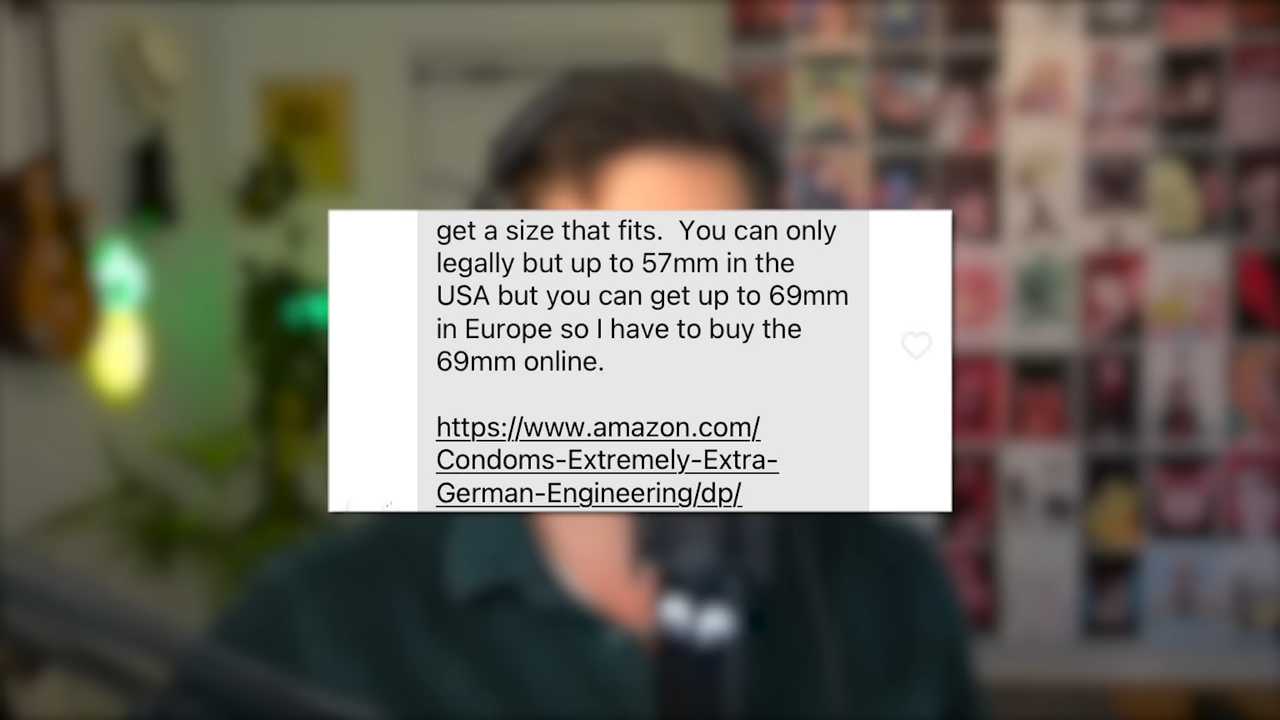 get a size that fits.  You can only
legally but up to 57mm in the
USA but you can get up to 69mm
in Europe so I have to buy the
69mm online.
https://www.amazon.com/
Condoms-Extremely-Extra-
German-Engineering/dp/